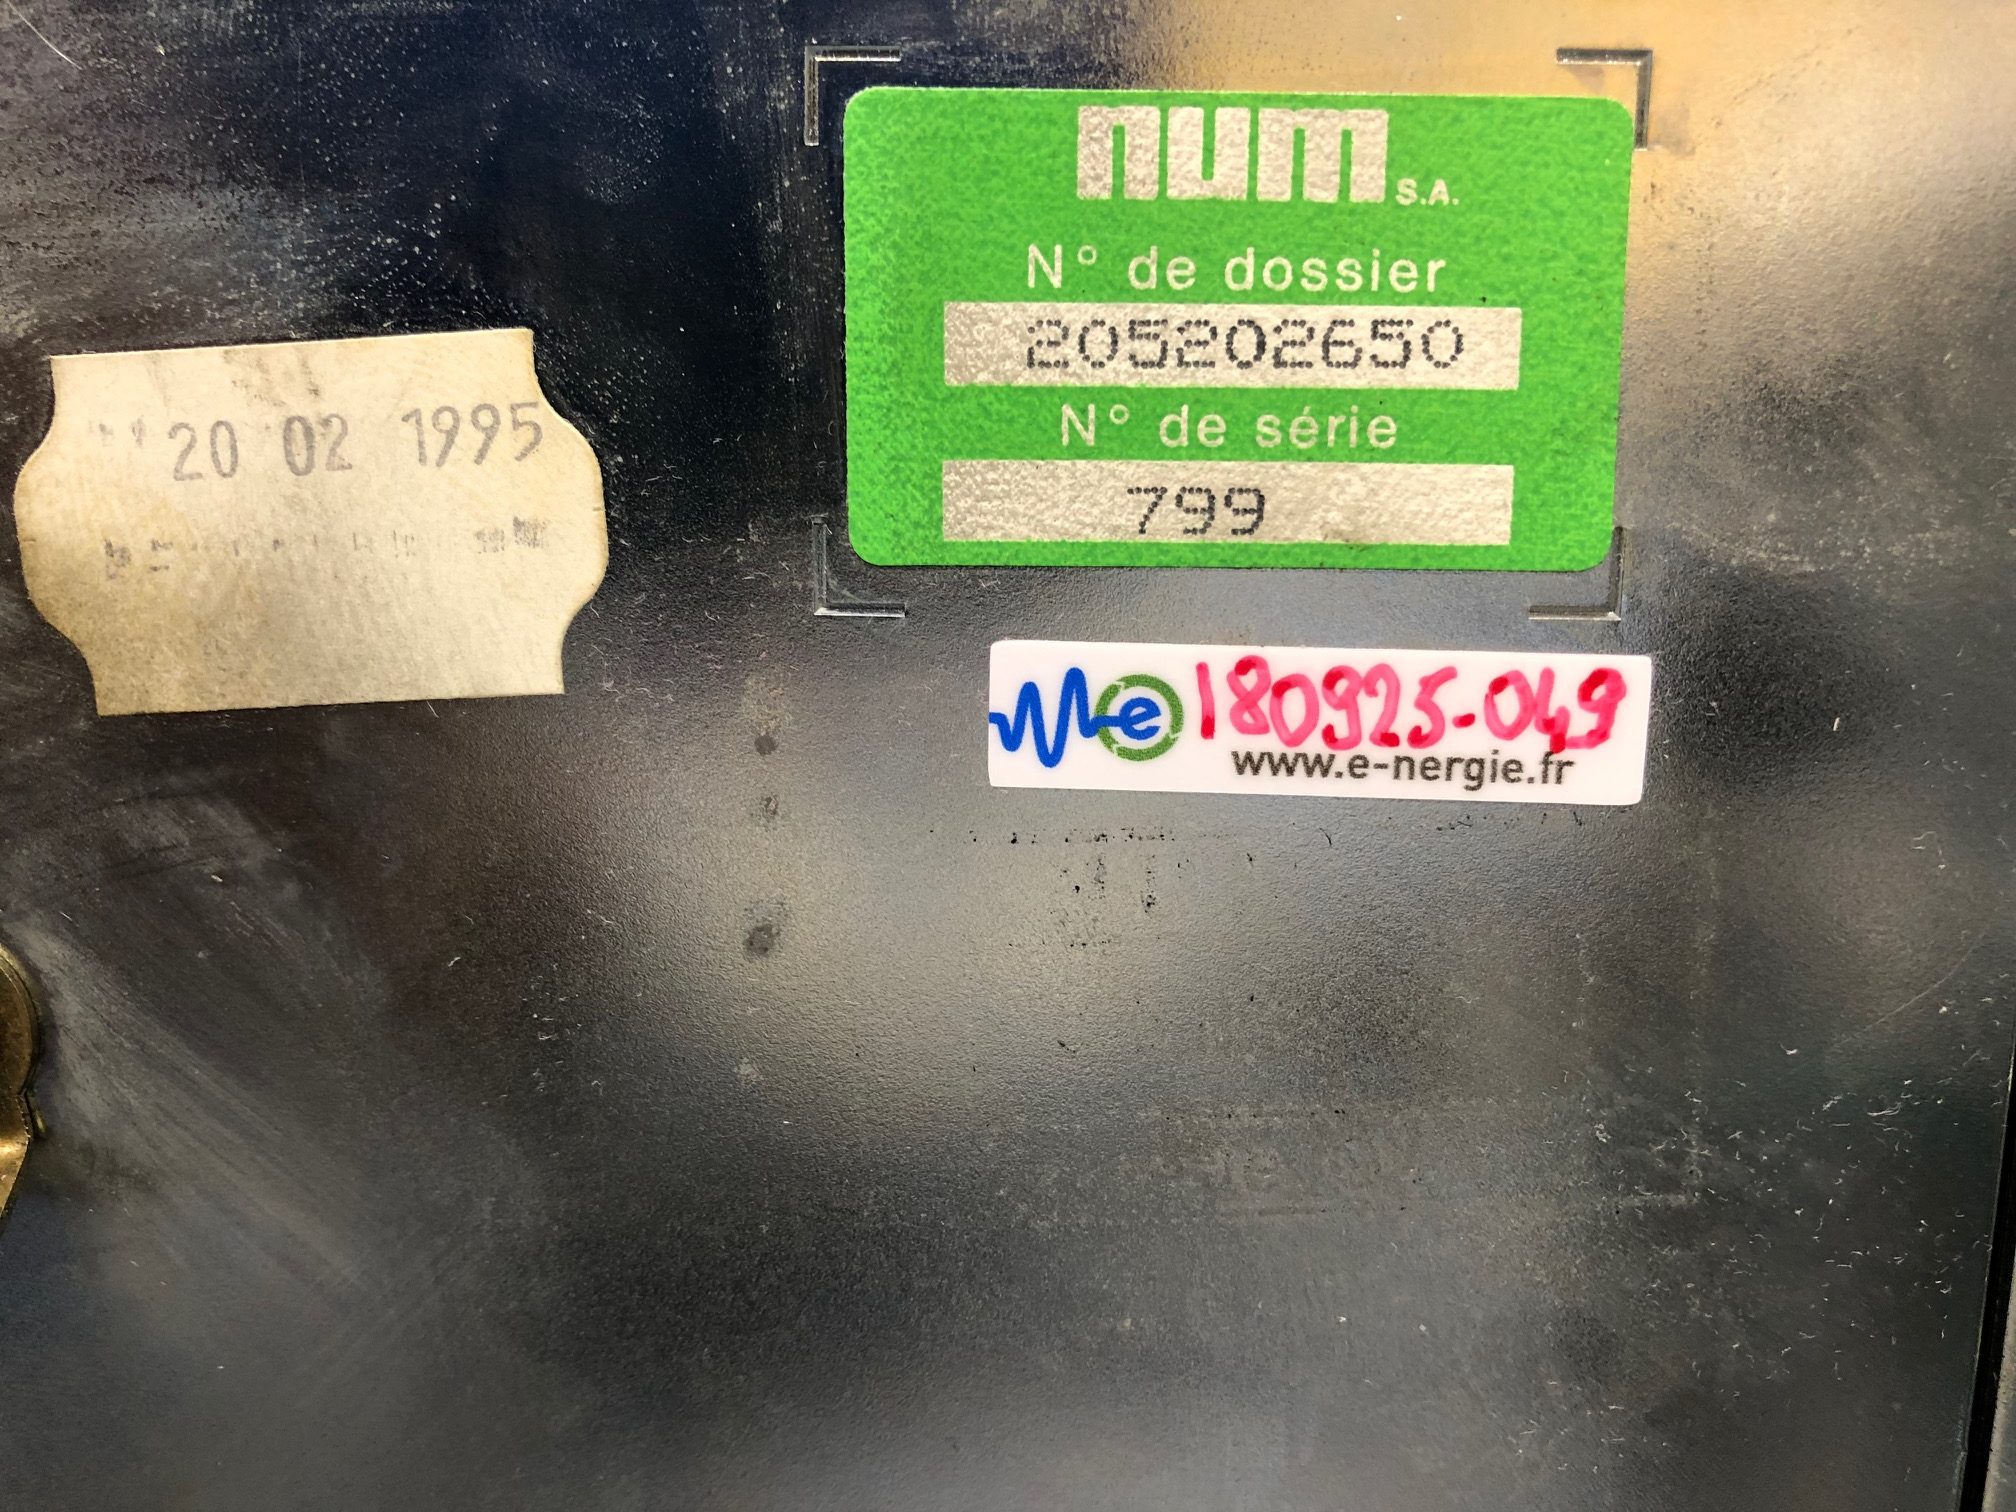 20 02 1995
num S.A.
N° de dossier
205202650
N° de série
799
e 180925-049
www.e-nergie.fr